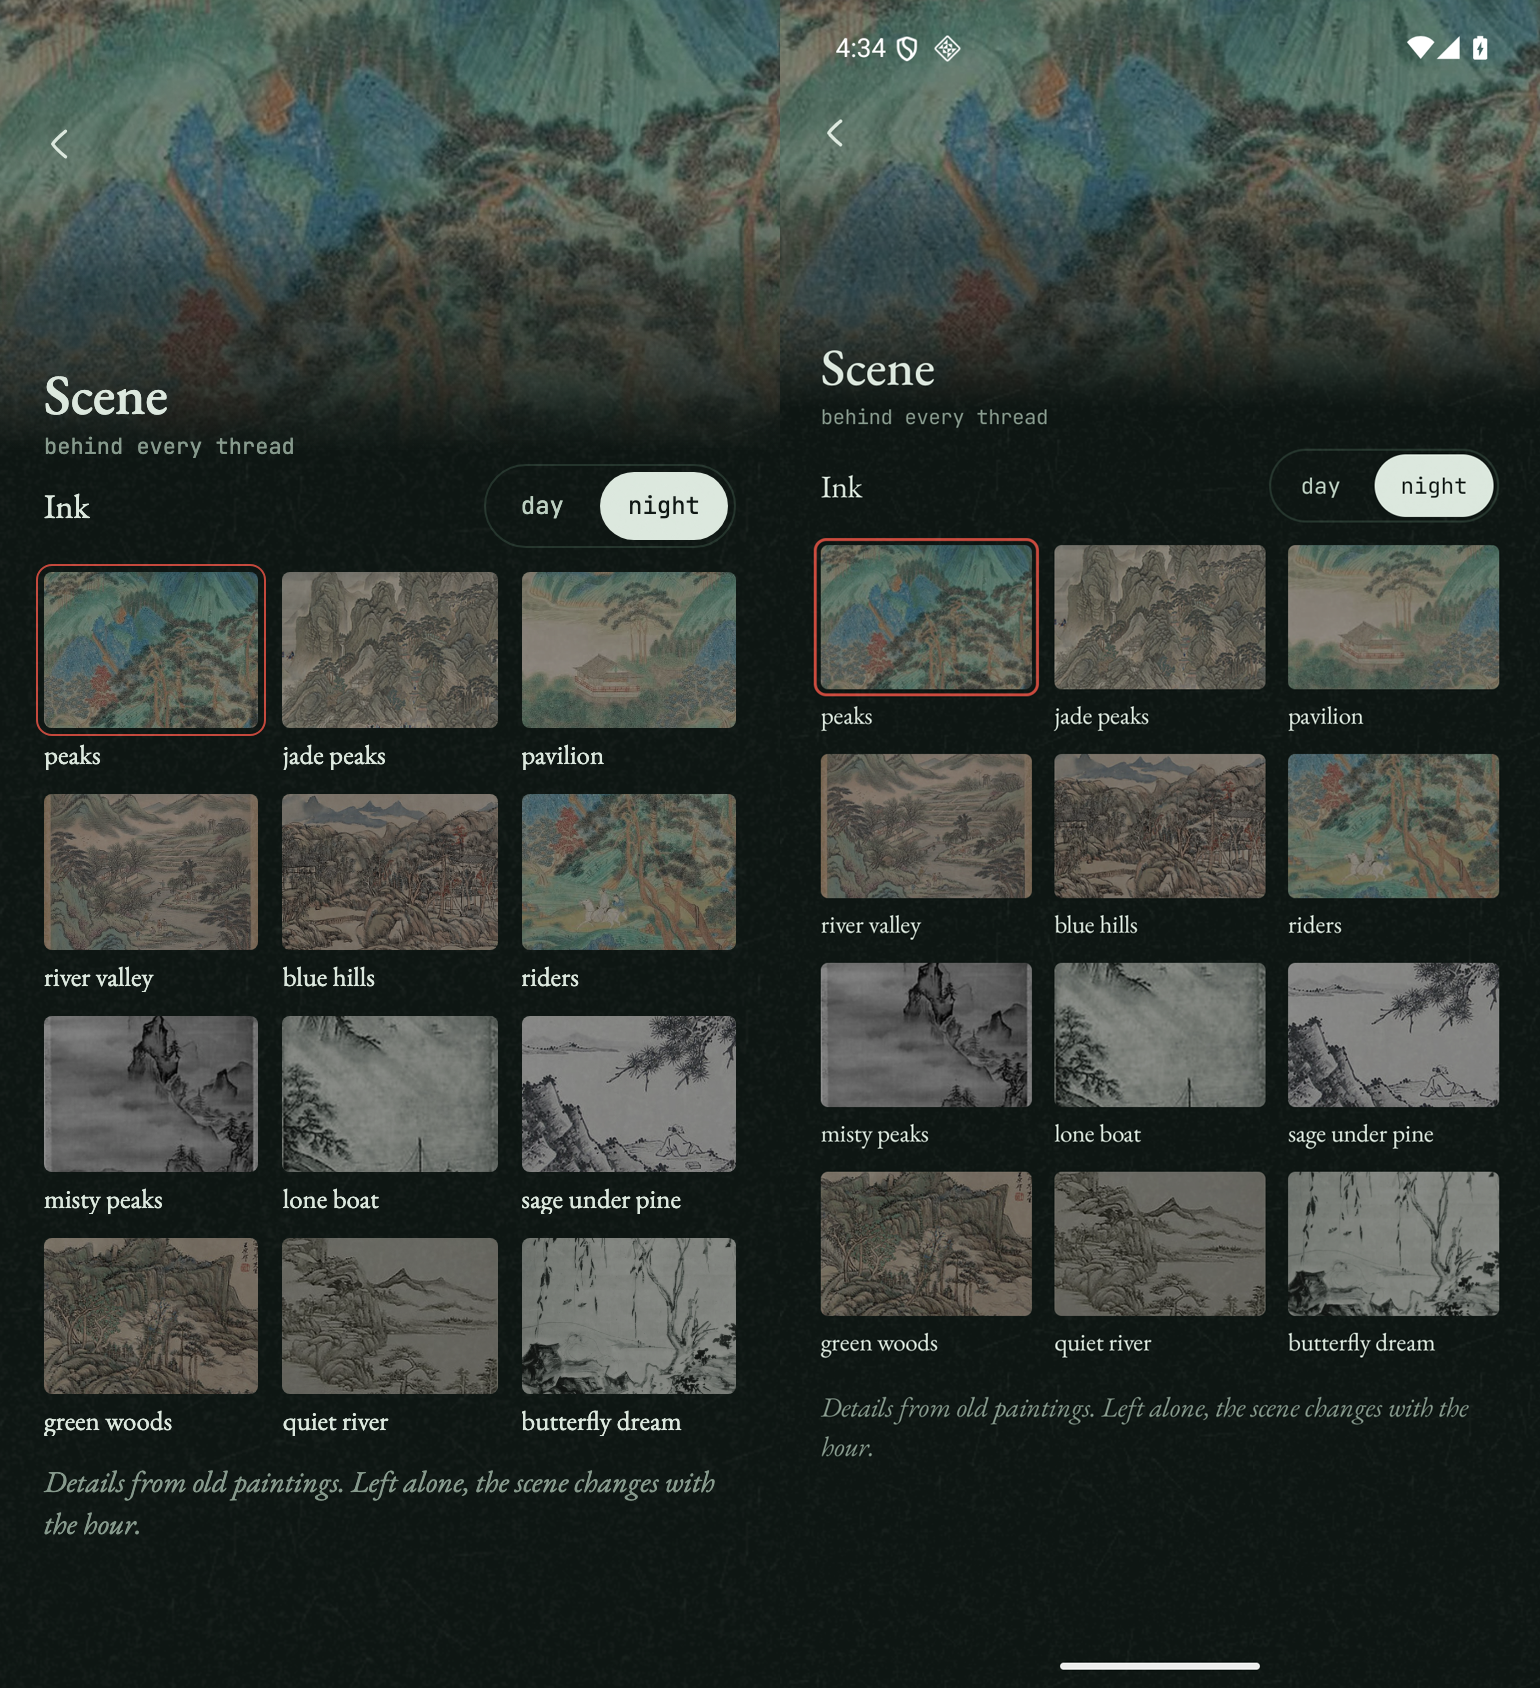 Scene
behind every thread
Ink
day
night
peaks
jade peaks
pavilion
river valley
blue hills
riders
misty peaks
lone boat
sage under pine
green woods
quiet river
butterfly dream
Details from old paintings. Left alone, the scene changes with
the hour.
4:34
Scene
behind every thread
Ink
day
night
peaks
jade peaks
pavilion
river valley
blue hills
riders
misty peaks
lone boat
sage under pine
green woods
quiet river
butterfly dream
Details from old paintings. Left alone, the scene changes with the
hour.